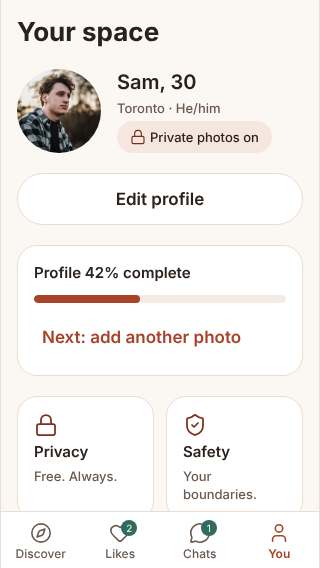 Your space
Sam, 30
Toronto · He/him
Private photos on
Edit profile
Profile 42% complete
Next: add another photo
Privacy
Free. Always.
Safety
Your
boundaries.
2
1
Discover
Likes
Chats
You